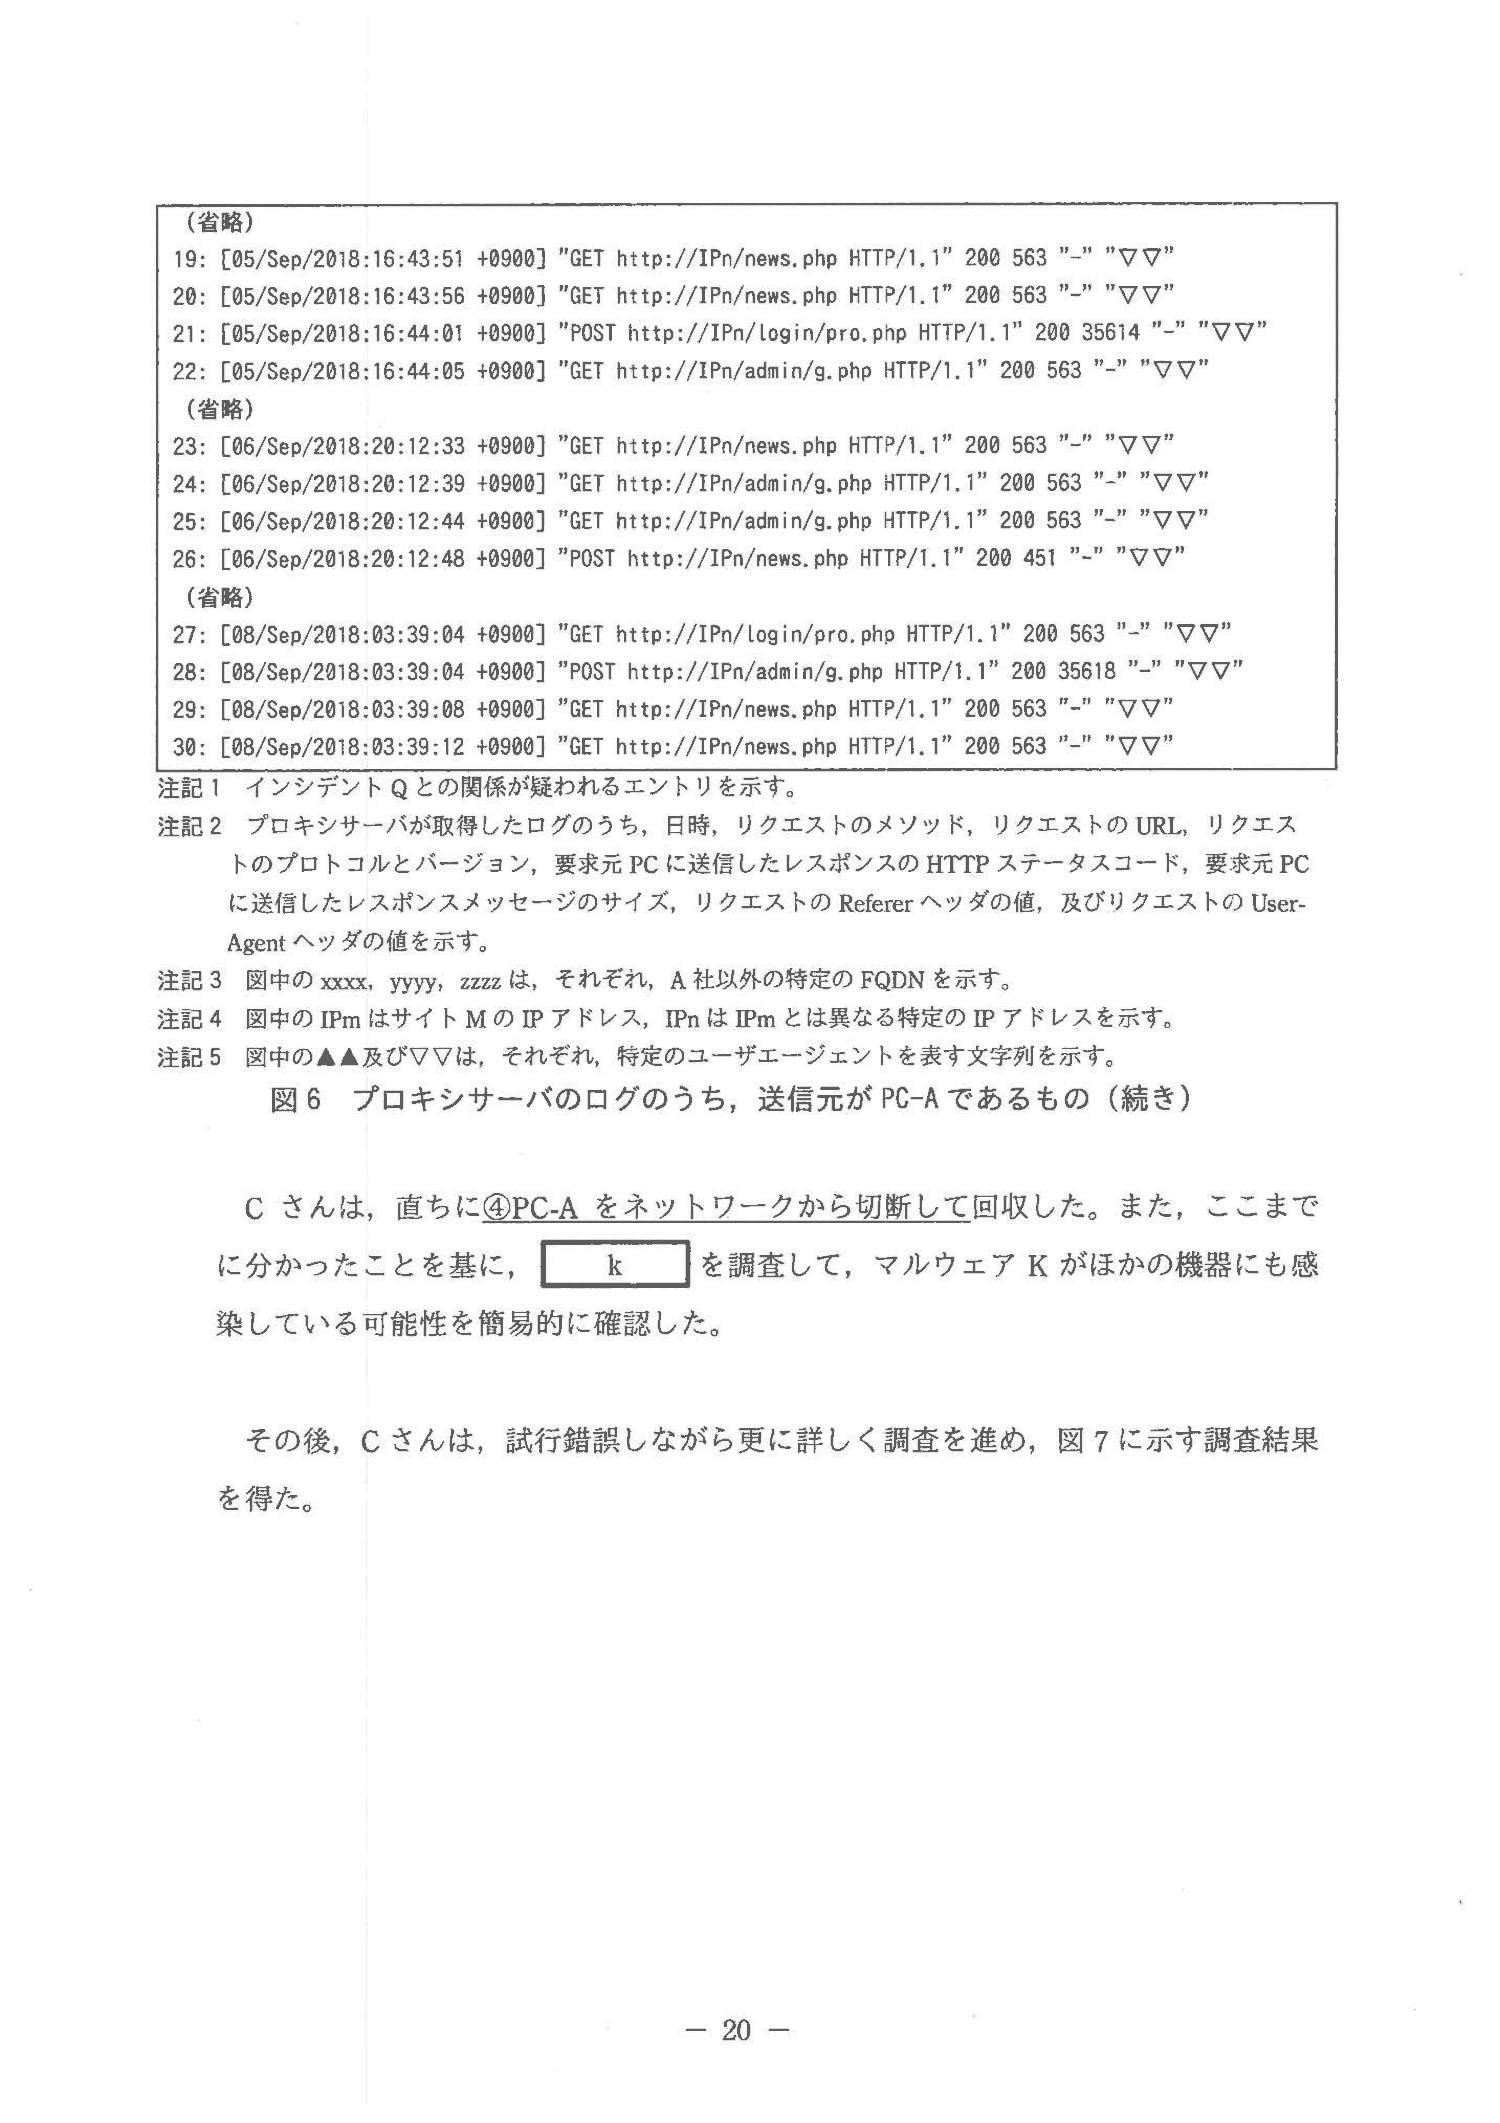 （省略）
19: [05/Sep/2018:16:43:51 +0900] "GET http://IPn/news.php HTTP/1.1" 200 563 "-" "▽▽"
20: [05/Sep/2018:16:43:56 +0900] "GET http://IPn/news.php HTTP/1.1" 200 563 "-" "▽▽"
21: [05/Sep/2018:16:44:01 +0900] "POST http://IPn/login/pro.php HTTP/1.1" 200 35614 "-" "▽▽"
22: [05/Sep/2018:16:44:05 +0900] "GET http://IPn/admin/g.php HTTP/1.1" 200 563 "-" "▽▽"
（省略）
23: [06/Sep/2018:20:12:33 +0900] "GET http://IPn/news.php HTTP/1.1" 200 563 "-" "▽▽"
24: [06/Sep/2018:20:12:39 +0900] "GET http://IPn/admin/g.php HTTP/1.1" 200 563 "-" "▽▽"
25: [06/Sep/2018:20:12:44 +0900] "GET http://IPn/admin/g.php HTTP/1.1" 200 563 "-" "▽▽"
26: [06/Sep/2018:20:12:48 +0900] "POST http://IPn/news.php HTTP/1.1" 200 451 "-" "▽▽"
（省略）
27: [08/Sep/2018:03:39:04 +0900] "GET http://IPn/login/pro.php HTTP/1.1" 200 563 "-" "▽▽"
28: [08/Sep/2018:03:39:04 +0900] "POST http://IPn/admin/g.php HTTP/1.1" 200 35618 "-" "▽▽"
29: [08/Sep/2018:03:39:08 +0900] "GET http://IPn/news.php HTTP/1.1" 200 563 "-" "▽▽"
30: [08/Sep/2018:03:39:12 +0900] "GET http://IPn/news.php HTTP/1.1" 200 563 "-" "▽▽"
注記1　インシデントQとの関係が疑われるエントリを示す。
注記2　プロキシサーバが取得したログのうち，日時，リクエストのメソッド，リクエストのURL，リクエス
トのプロトコルとバージョン，要求元PCに送信したレスポンスのHTTPステータスコード，要求元PC
に送信したレスポンスメッセージのサイズ，リクエストのRefererヘッダの値，及びリクエストのUser-
Agentヘッダの値を示す。
注記3　図中のxxxx，yyyy，zzzzは，それぞれ，A社以外の特定のFQDNを示す。
注記4　図中のIPmはサイトMのIPアドレス，IPnはIPmとは異なる特定のIPアドレスを示す。
注記5　図中の▲▲及び▽▽は，それぞれ，特定のユーザエージェントを表す文字列を示す。
図6　プロキシサーバのログのうち，送信元がPC-Aであるもの（続き）
Cさんは，直ちに④PC-Aをネットワークから切断して回収した。また，ここまで
に分かったことを基に， k を調査して，マルウェアKがほかの機器にも感
染している可能性を簡易的に確認した。
その後，Cさんは，試行錯誤しながら更に詳しく調査を進め，図7に示す調査結果
を得た。
— 20 —